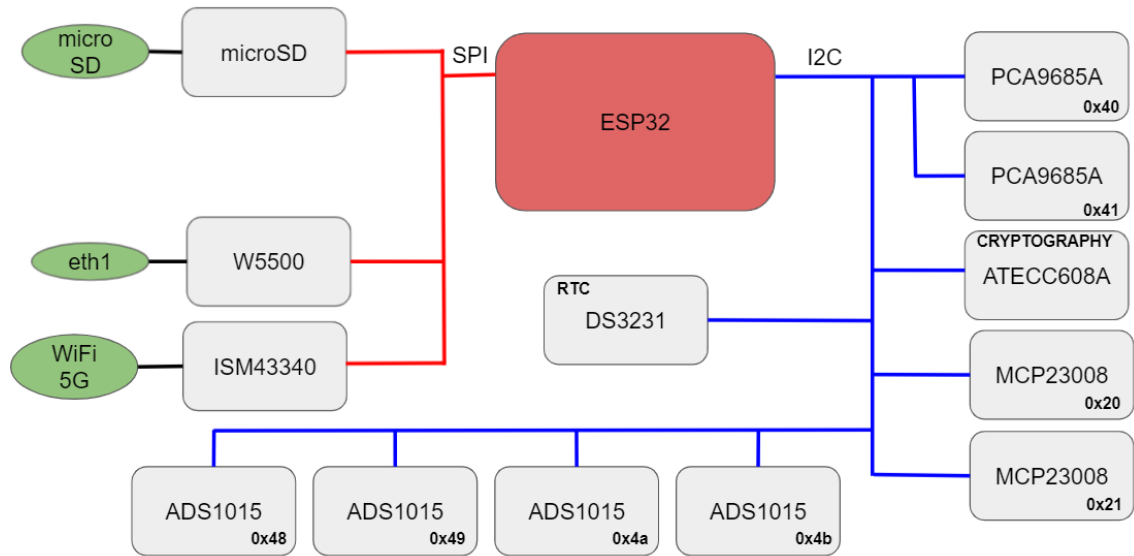 micro
SD
microSD
SPI
ESP32
I2C
PCA9685A
0x40
PCA9685A
0x41
eth1
W5500
CRYPTOGRAPHY
ATECC608A
RTC
DS3231
WiFi
5G
ISM43340
MCP23008
0x20
MCP23008
0x21
ADS1015
0x48
ADS1015
0x49
ADS1015
0x4a
ADS1015
0x4b